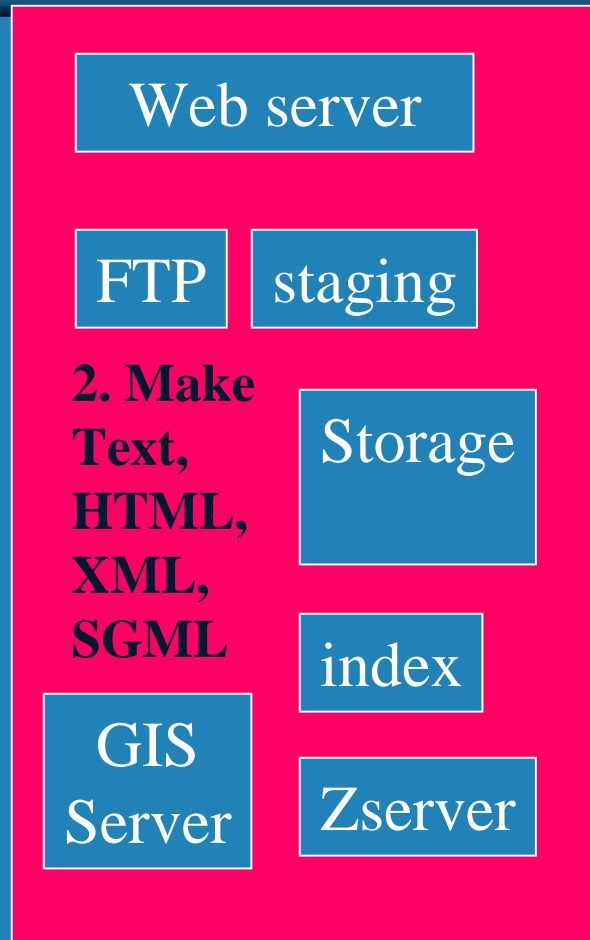 Web server
FTP
staging
2. Make
Text,
HTML,
XML,
SGML
Storage
index
GIS
Server
Zserver